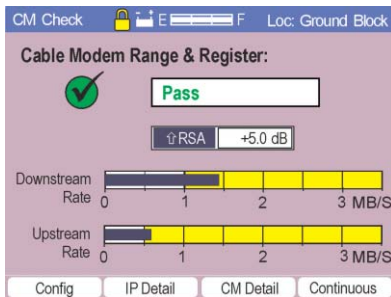 CM Check E F Loc: Ground Block
Cable Modem Range & Register:
Pass
⇧RSA +5.0 dB
Downstream
Rate 0 1 2 3 MB/S
Upstream
Rate 0 1 2 3 MB/S
Config IP Detail CM Detail Continuous